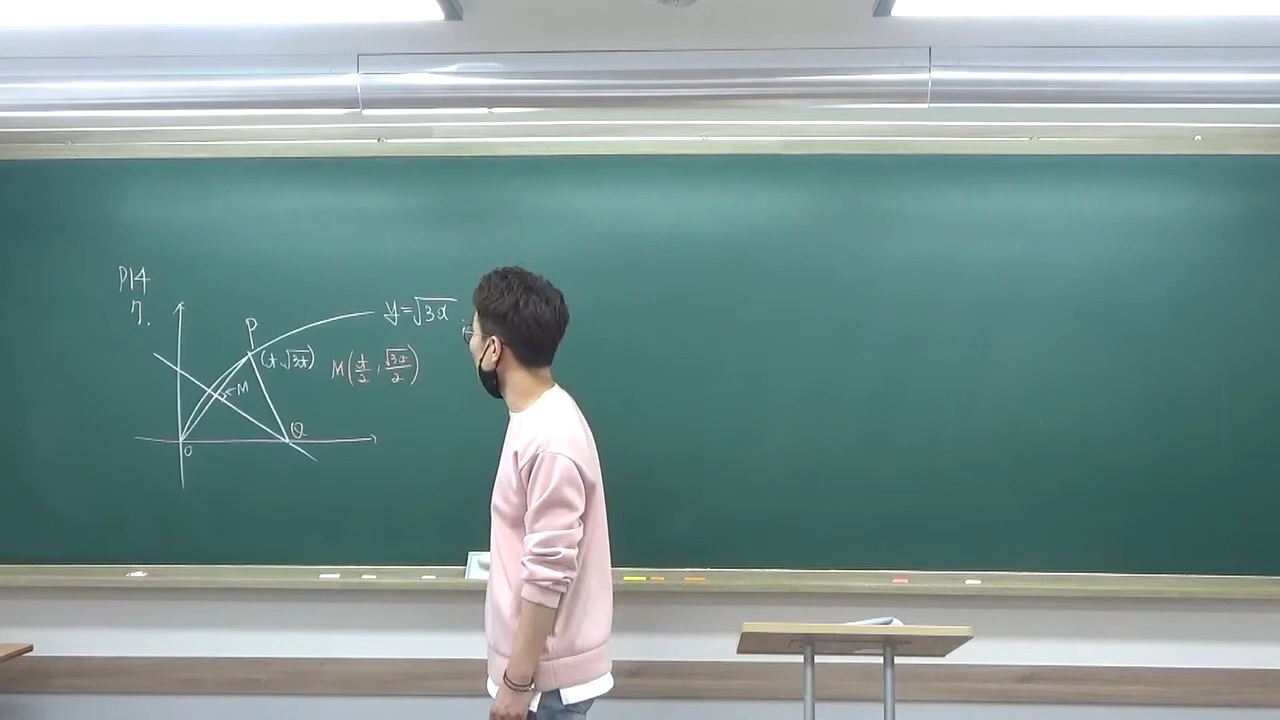 P14
7.
y=√3x
P
(t, √3t)
M(t/2, √3t/2)
M
Q
O